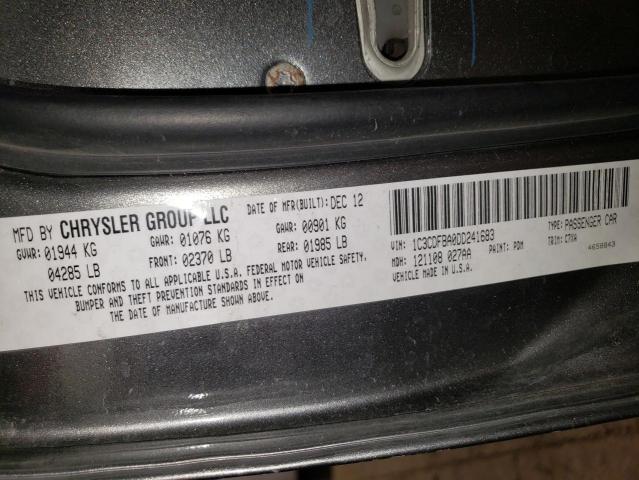 MFD BY CHRYSLER GROUP LLC DATE OF MFR(BUILT): DEC 12
GVWR: 01944 KG GAWR: 01076 KG GAWR: 00901 KG
04285 LB FRONT: 02370 LB REAR: 01985 LB
THIS VEHICLE CONFORMS TO ALL APPLICABLE U.S.A. FEDERAL MOTOR VEHICLE SAFETY,
BUMPER AND THEFT PREVENTION STANDARDS IN EFFECT ON
THE DATE OF MANUFACTURE SHOWN ABOVE.
VIN: 1C3CDFBA0DD241683 TYPE: PASSENGER CAR
MDH: 121108 027AA PAINT: PDM TRIM: C7XA
VEHICLE MADE IN U.S.A. 4658843